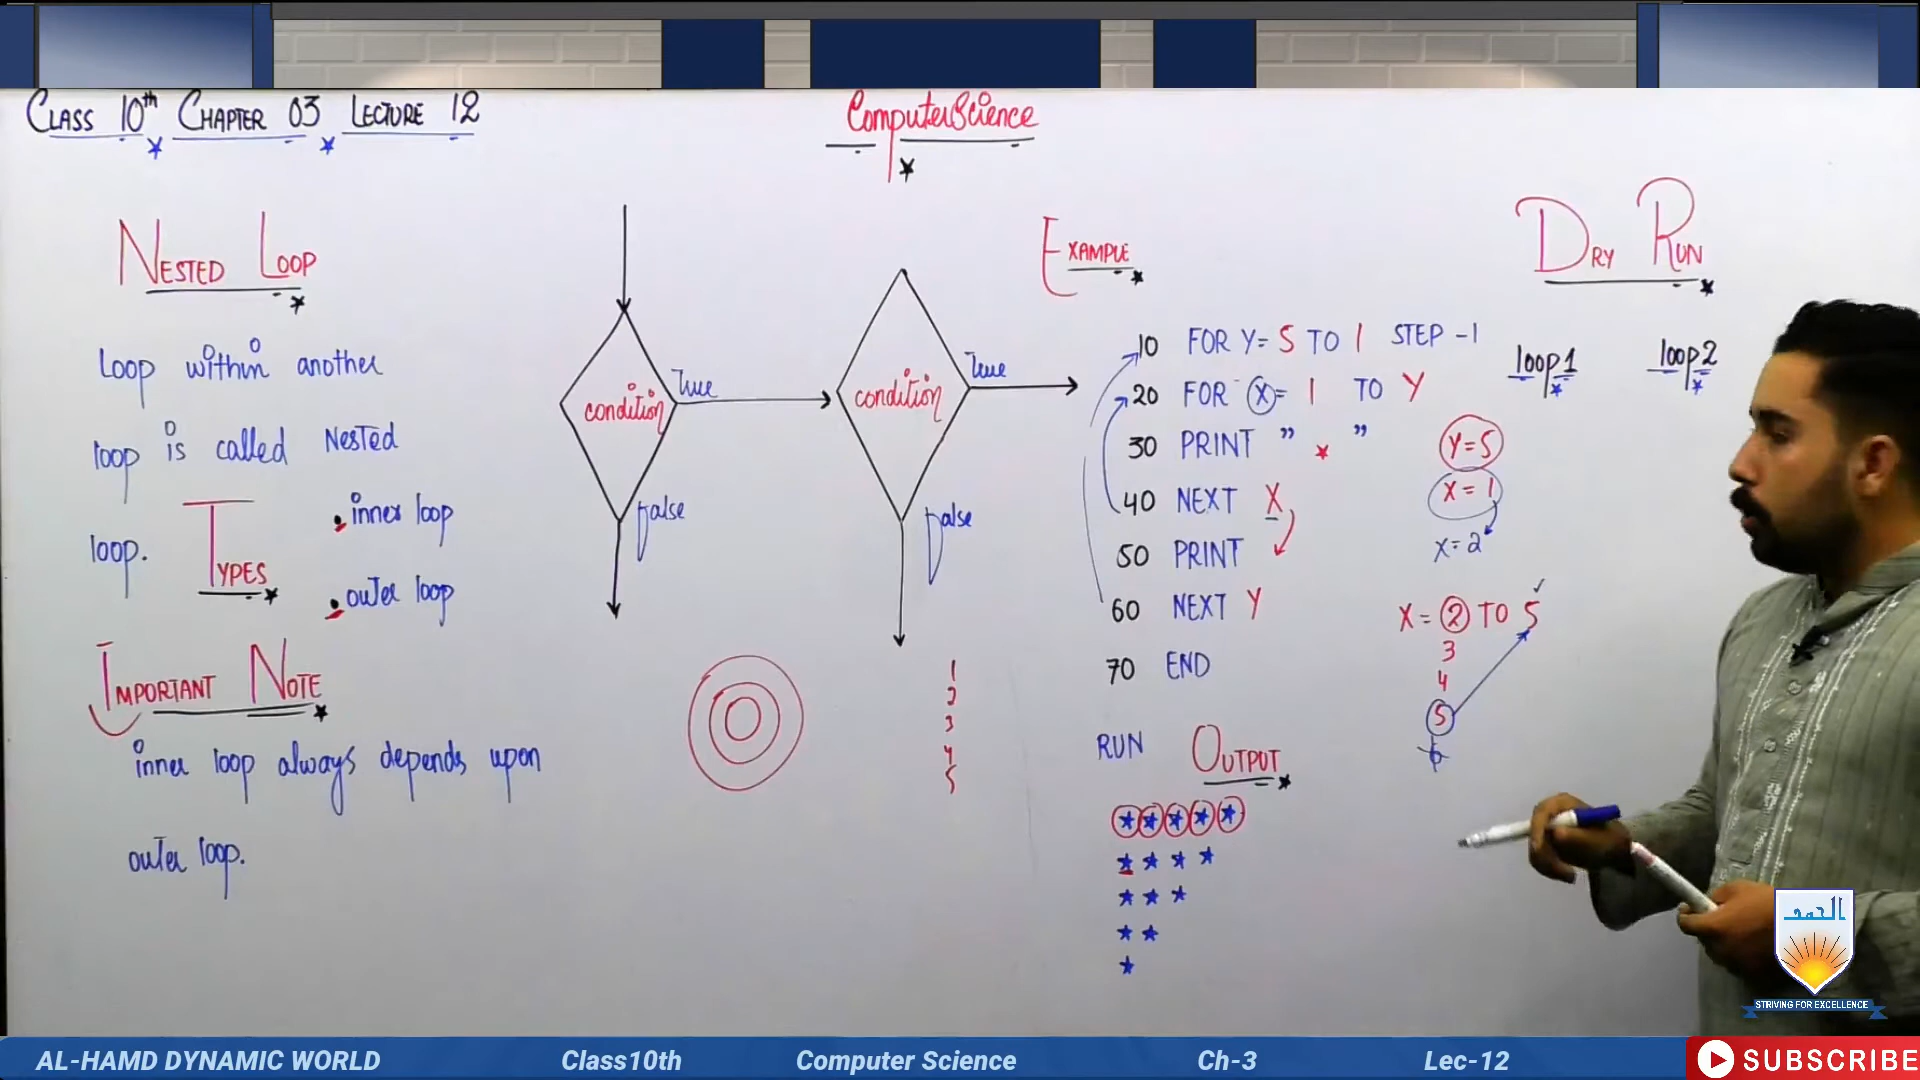 CLASS 10th CHAPTER 03 LECTURE 12
Computer Science
NESTED LOOP
Loop within another
loop is called Nested
loop.
TYPES
inner loop
outer loop
IMPORTANT NOTE
inner loop always depends upon
outer loop.
condition
True
false
condition
True
false
1
2
3
4
5
EXAMPLE
10 FOR Y= 5 TO 1 STEP -1
20 FOR X= 1 TO Y
30 PRINT " * "
40 NEXT X
50 PRINT
60 NEXT Y
70 END
RUN OUTPUT
* * * * *
* * * *
* * *
* *
*
DRY RUN
loop1 loop2
Y=5
X=1
X=2
X=2 TO 5
3
4
5
6
الحمد
STRIVING FOR EXCELLENCE
AL-HAMD DYNAMIC WORLD Class10th Computer Science Ch-3 Lec-12 SUBSCRIBE